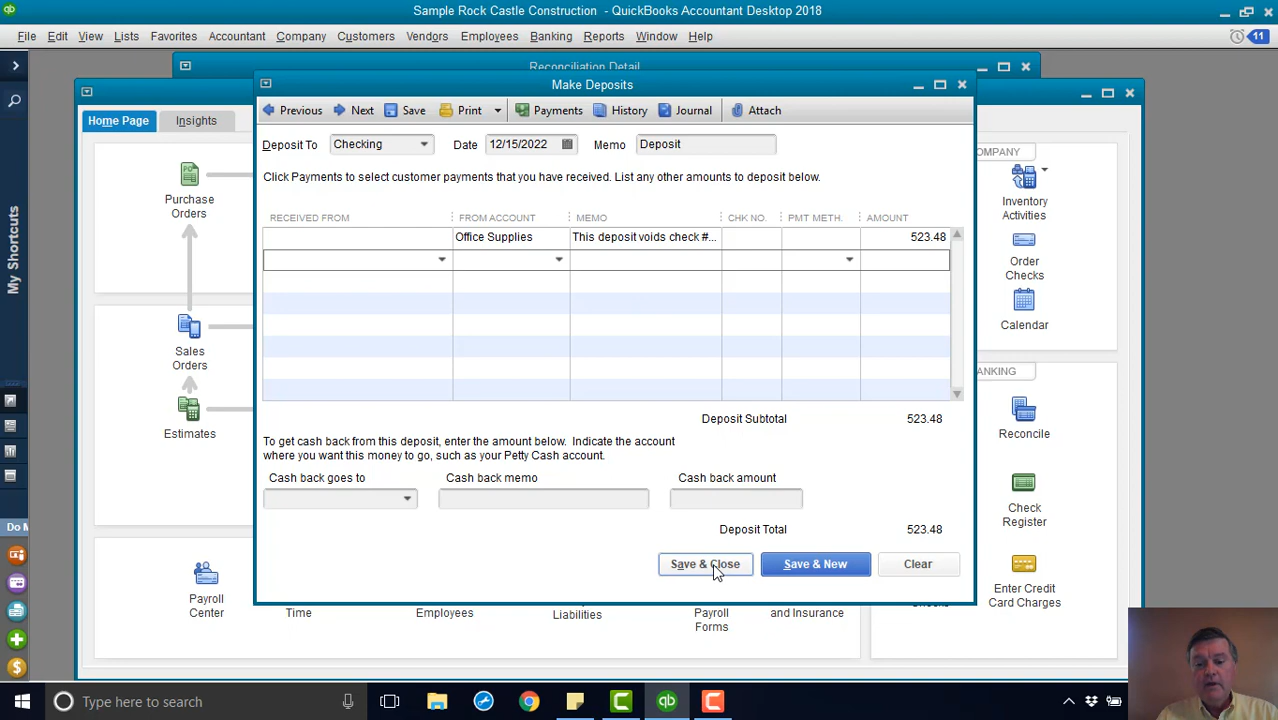 Sample Rock Castle Construction - QuickBooks Accountant Desktop 2018
File Edit View Lists Favorites Accountant Company Customers Vendors Employees Banking Reports Window Help
11
Reconciliation Detail
Make Deposits
Home Page Insights
Previous Next Save Print Payments History Journal Attach
Deposit To Checking Date 12/15/2022 Memo Deposit
Click Payments to select customer payments that you have received. List any other amounts to deposit below.
RECEIVED FROM FROM ACCOUNT MEMO CHK NO. PMT METH. AMOUNT
Office Supplies This deposit voids check #... 523.48
Deposit Subtotal 523.48
To get cash back from this deposit, enter the amount below. Indicate the account
where you want this money to go, such as your Petty Cash account.
Cash back goes to Cash back memo Cash back amount
Deposit Total 523.48
Save & Close Save & New Clear
My Shortcuts
Do M
Purchase
Orders
Sales
Orders
Estimates
Payroll
Center
Time
Employees
Liabilities
Payroll
Forms
and Insurance
COMPANY
Inventory
Activities
Order
Checks
Calendar
ANKING
Reconcile
Check
Register
Enter Credit
Card Charges
Type here to search